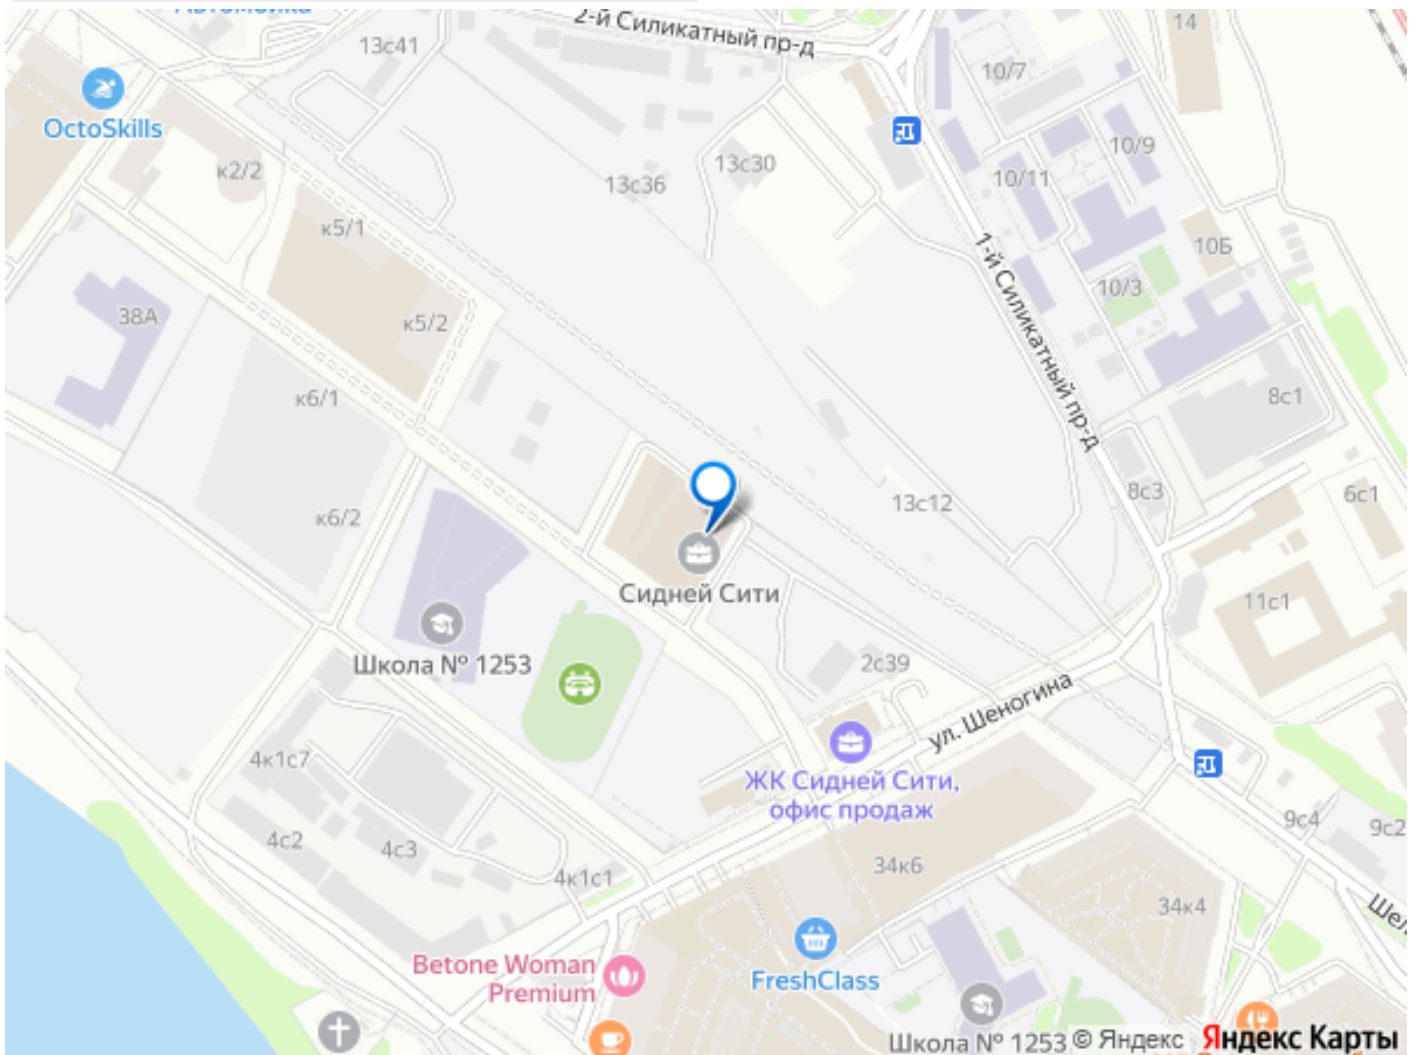 2-й Силикатный пр-д
13с41
14
10/7
OctoSkills
10/9
к2/2
13с36
13с30
10/11
к5/1
10Б
1-й Силикатный пр-д
10/3
38А
к5/2
к6/1
8с1
8с3
6с1
13с12
к6/2
Сидней Сити
11с1
Школа № 1253
2с39
ул. Шеногина
4к1с7
ЖК Сидней Сити,
офис продаж
9с4
9с2
4с2
4с3
34к6
4к1с1
34к4
Betone Woman
Premium
FreshClass
Школа № 1253
© Яндекс
Яндекс Карты